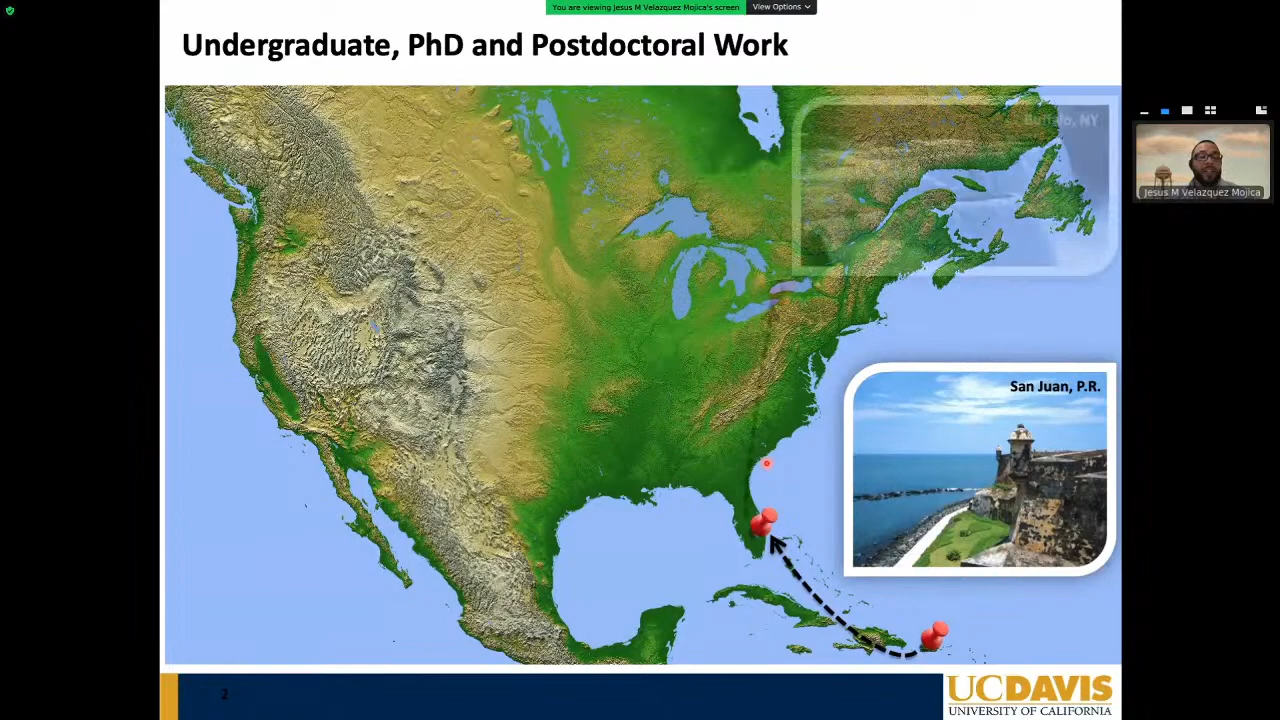 You are viewing Jesus M Velazquez Mojica's screen
View Options
Undergraduate, PhD and Postdoctoral Work
Buffalo, NY
Jesus M Velazquez Mojica
San Juan, P.R.
2
UCDAVIS
UNIVERSITY OF CALIFORNIA